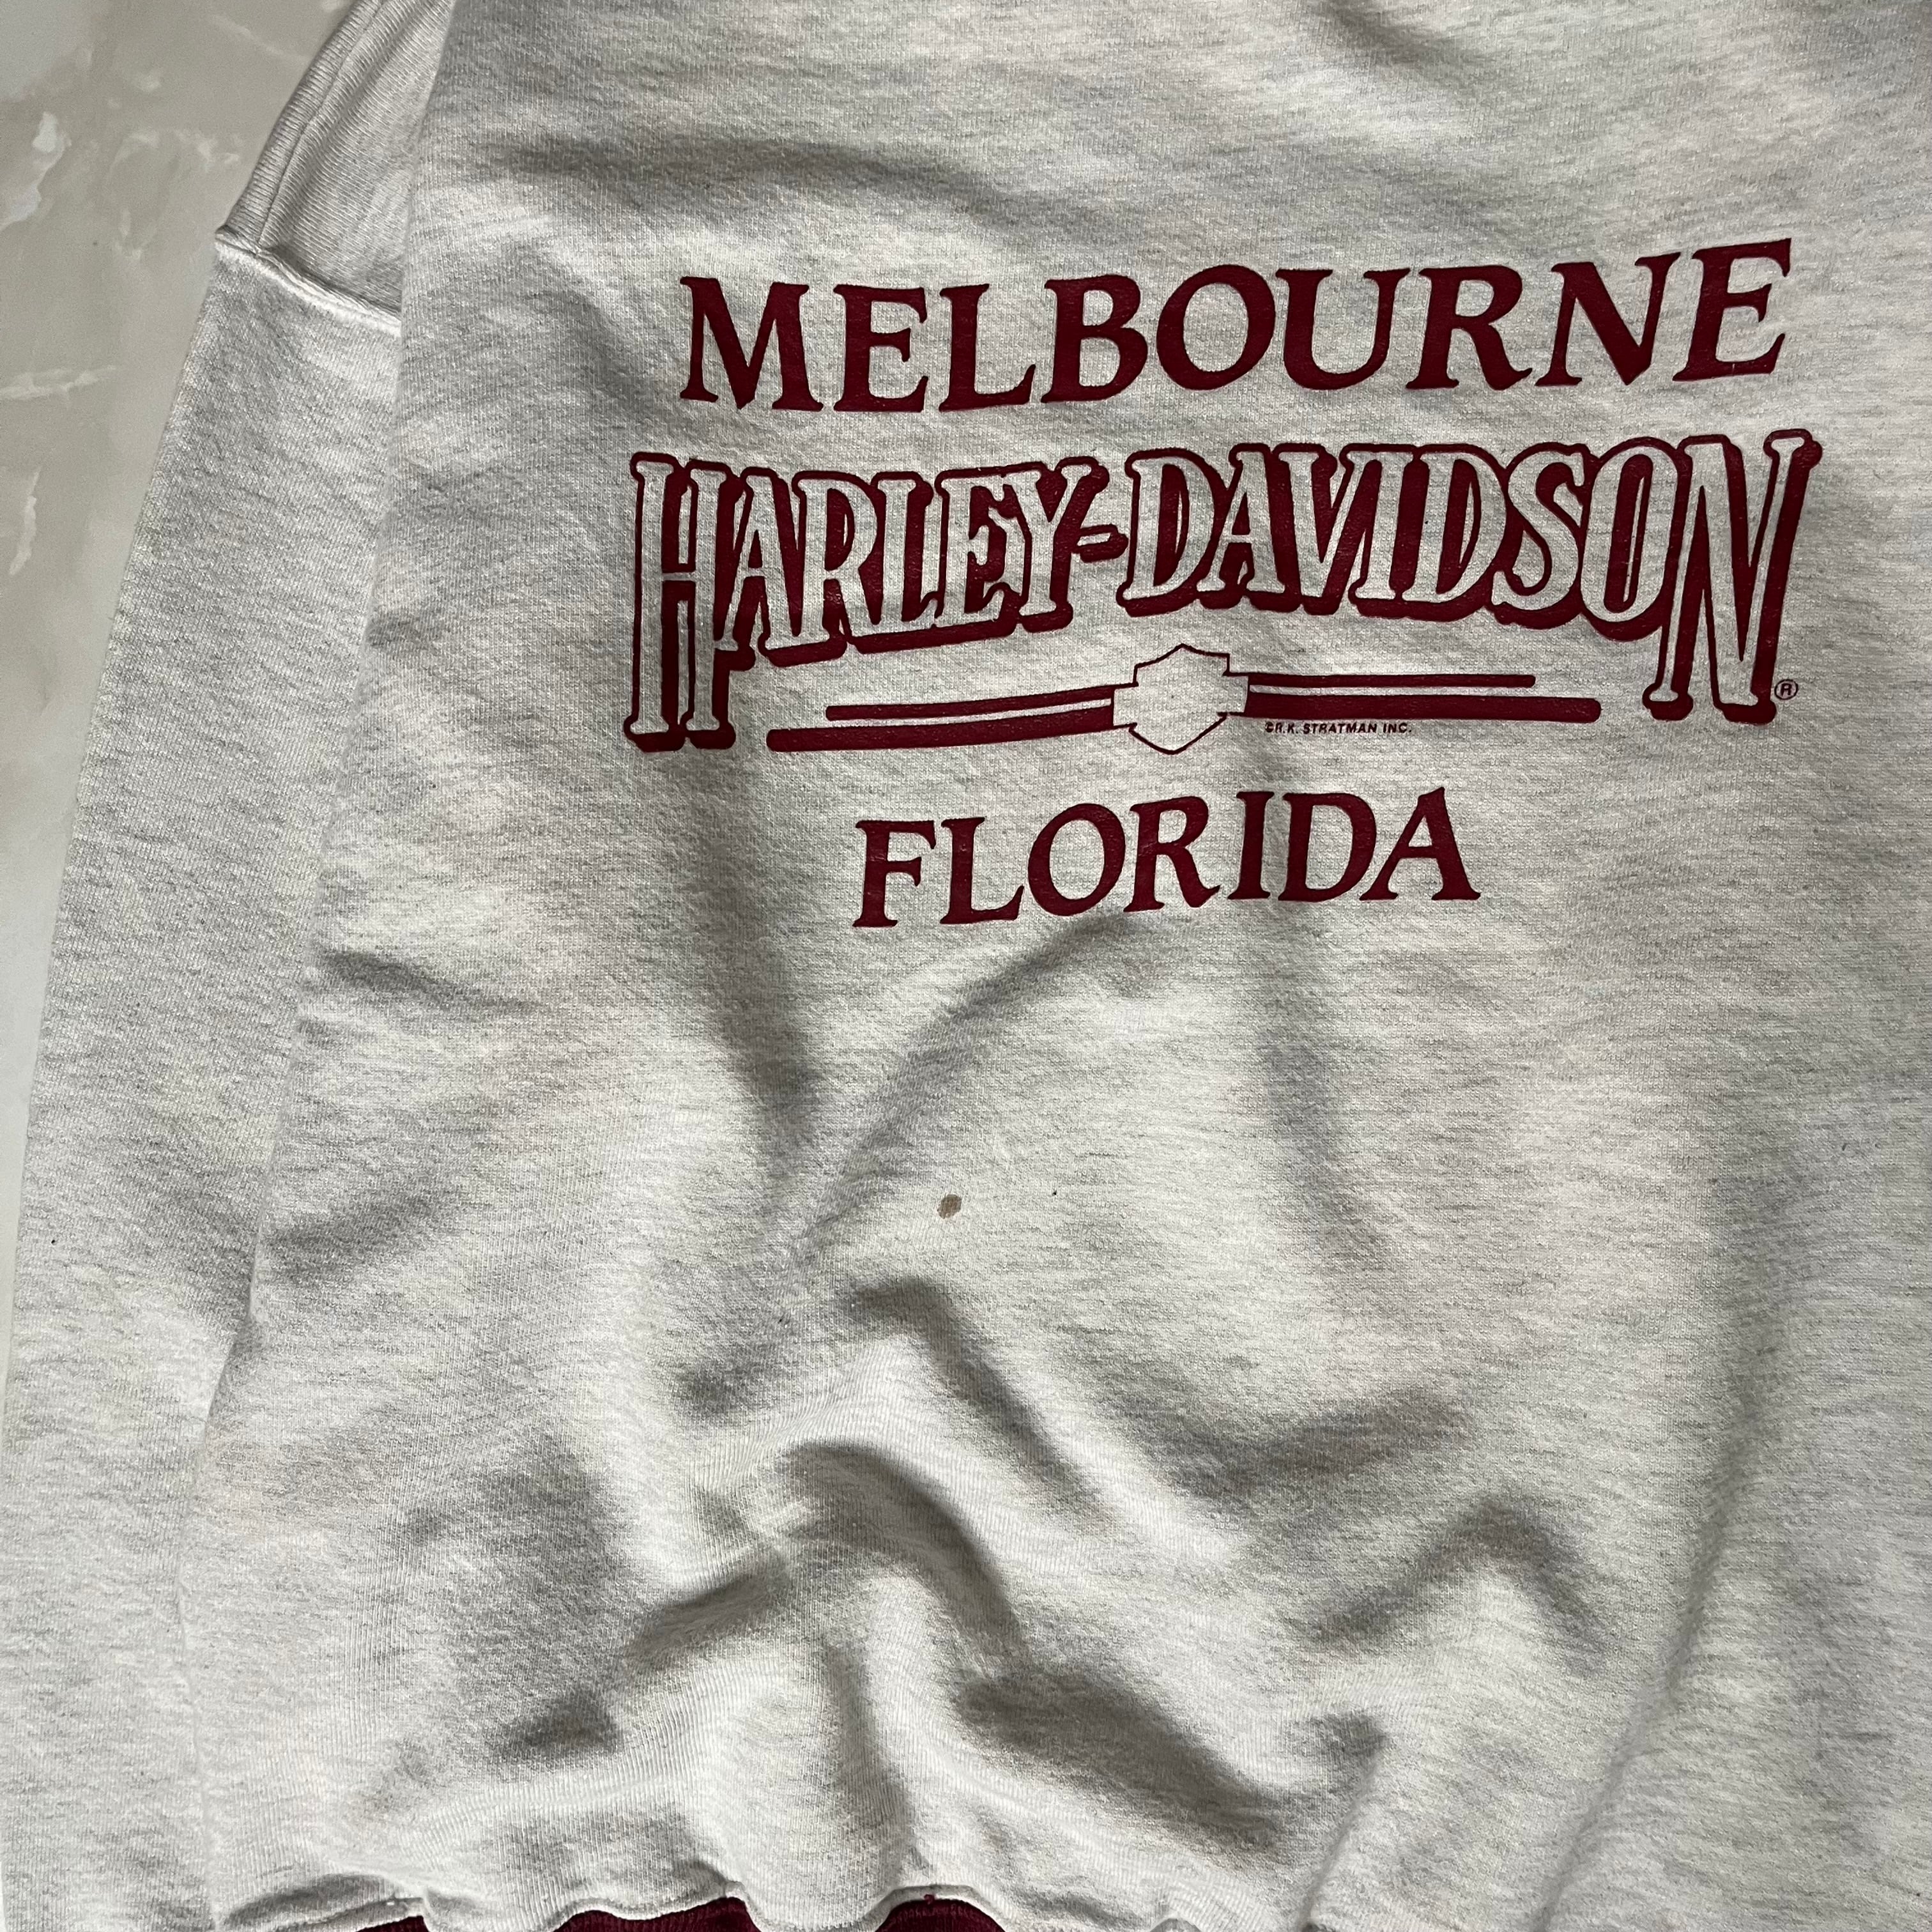 MELBOURNE
HARLEY-DAVIDSON®
©R.K. STRATMAN INC.
FLORIDA